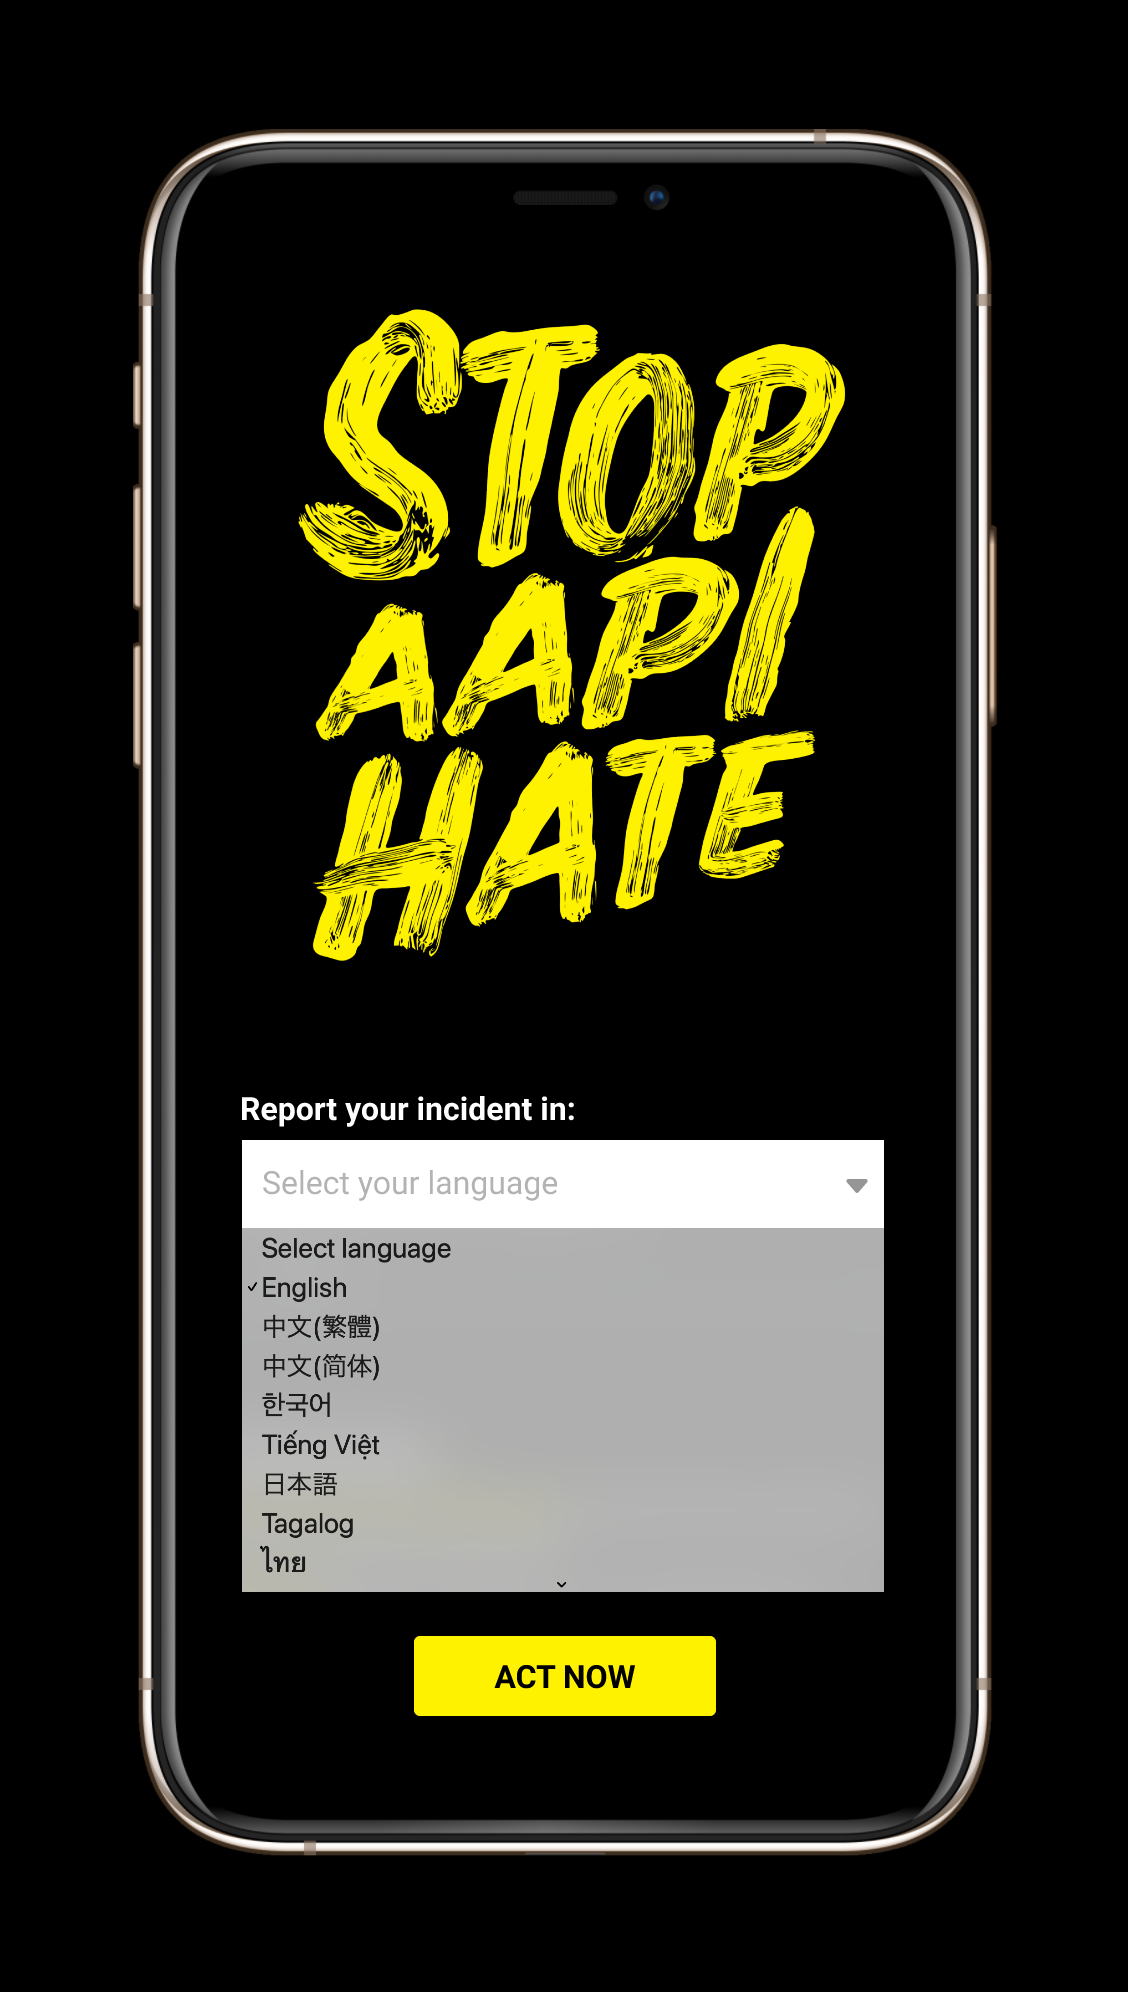 STOP
AAPI
HATE
Report your incident in:
Select your language
Select language
English
中文(繁體)
中文(简体)
한국어
Tiếng Việt
日本語
Tagalog
ไทย
ACT NOW